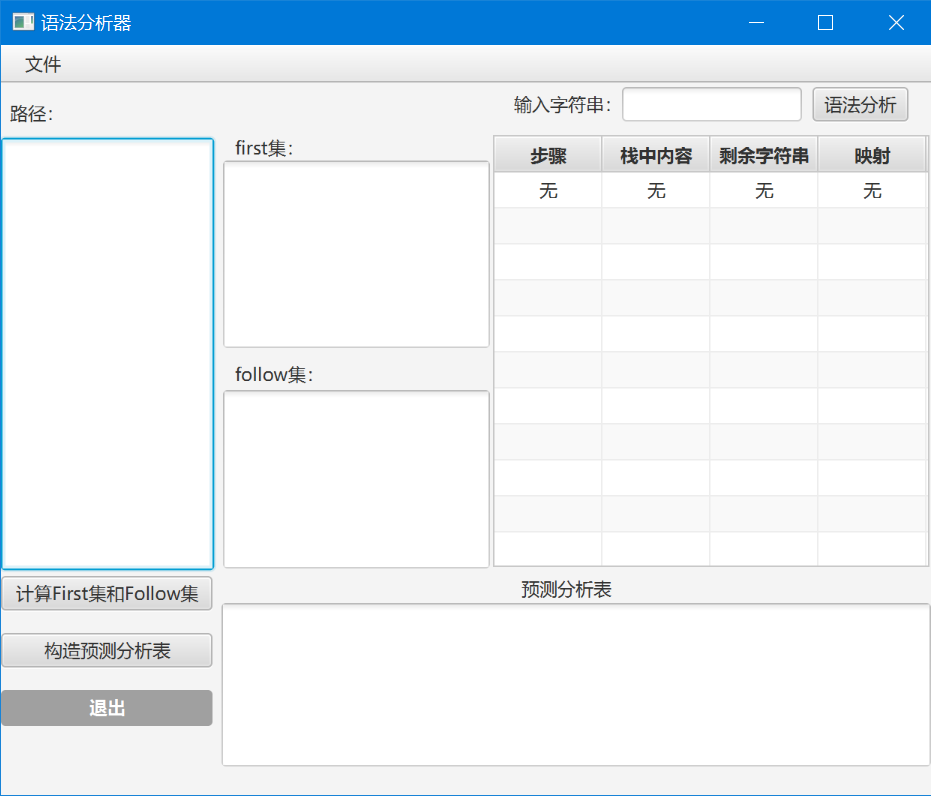 语法分析器
文件
路径：
输入字符串： 语法分析
first集：
步骤 栈中内容 剩余字符串 映射
无 无 无 无
follow集：
计算First集和Follow集
预测分析表
构造预测分析表
退出